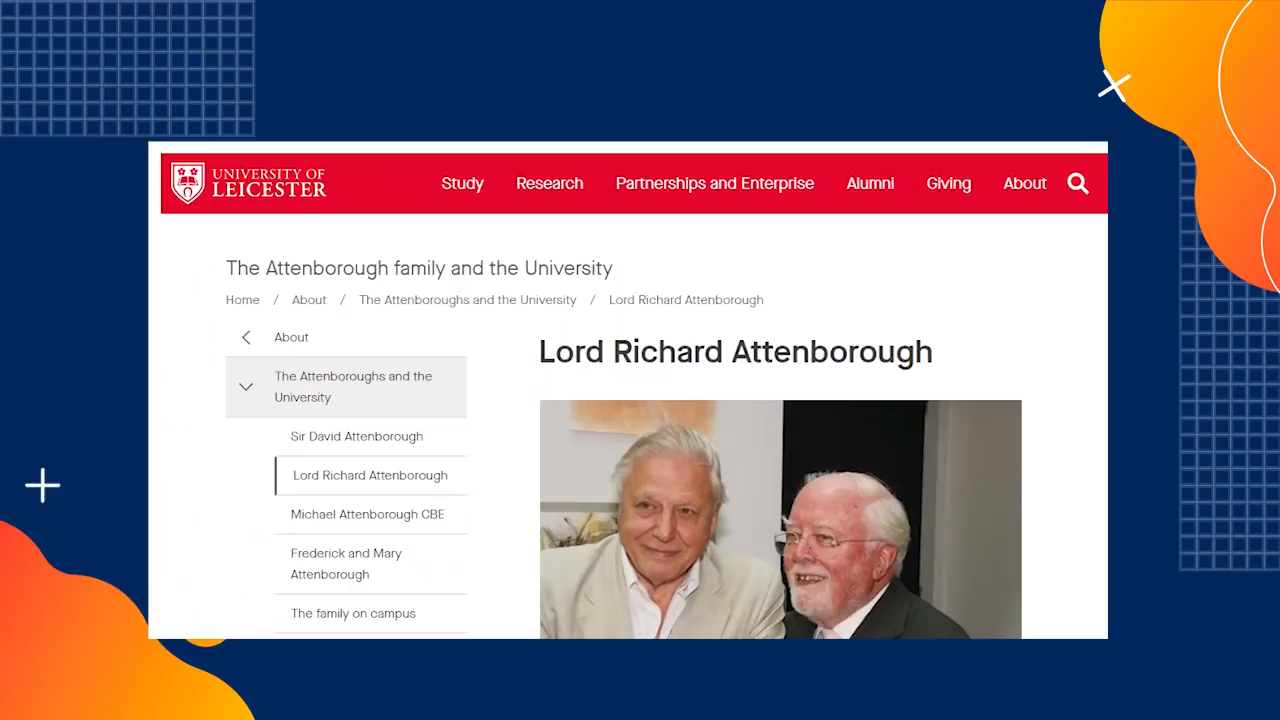 UNIVERSITY OF
LEICESTER
Study Research Partnerships and Enterprise Alumni Giving About
The Attenborough family and the University
Home / About / The Attenboroughs and the University / Lord Richard Attenborough
About
The Attenboroughs and the
University
Sir David Attenborough
Lord Richard Attenborough
Michael Attenborough CBE
Frederick and Mary
Attenborough
The family on campus
Lord Richard Attenborough